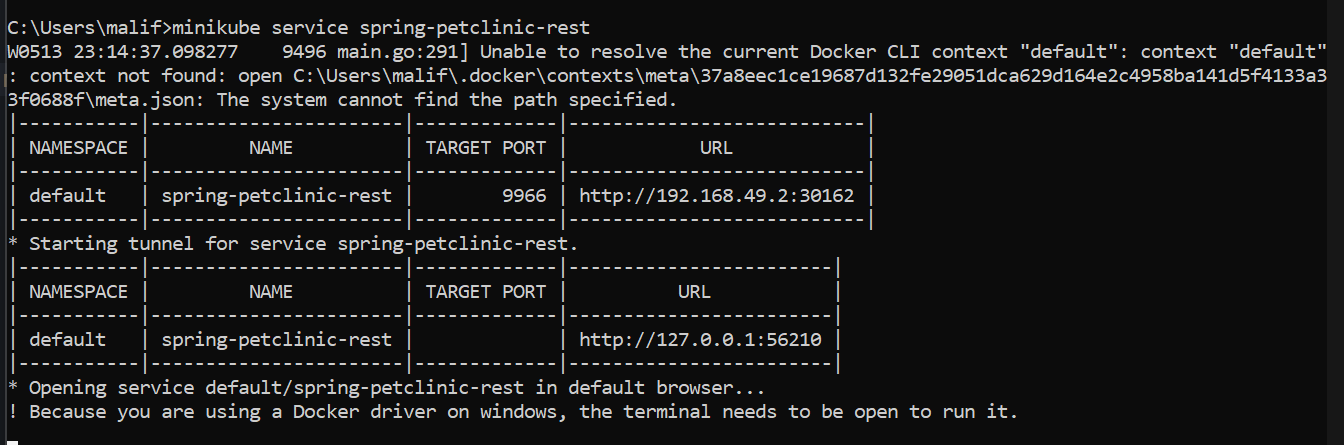 C:\Users\malif>minikube service spring-petclinic-rest
W0513 23:14:37.098277    9496 main.go:291] Unable to resolve the current Docker CLI context "default": context "default"
: context not found: open C:\Users\malif\.docker\contexts\meta\37a8eec1ce19687d132fe29051dca629d164e2c4958ba141d5f4133a3
3f0688f\meta.json: The system cannot find the path specified.
|-----------|------------------------|-------------|---------------------------|
| NAMESPACE |          NAME          | TARGET PORT |            URL            |
|-----------|------------------------|-------------|---------------------------|
| default   | spring-petclinic-rest  |        9966 | http://192.168.49.2:30162 |
|-----------|------------------------|-------------|---------------------------|
* Starting tunnel for service spring-petclinic-rest.
|-----------|------------------------|-------------|------------------------|
| NAMESPACE |          NAME          | TARGET PORT |          URL           |
|-----------|------------------------|-------------|------------------------|
| default   | spring-petclinic-rest  |             | http://127.0.0.1:56210 |
|-----------|------------------------|-------------|------------------------|
* Opening service default/spring-petclinic-rest in default browser...
! Because you are using a Docker driver on windows, the terminal needs to be open to run it.